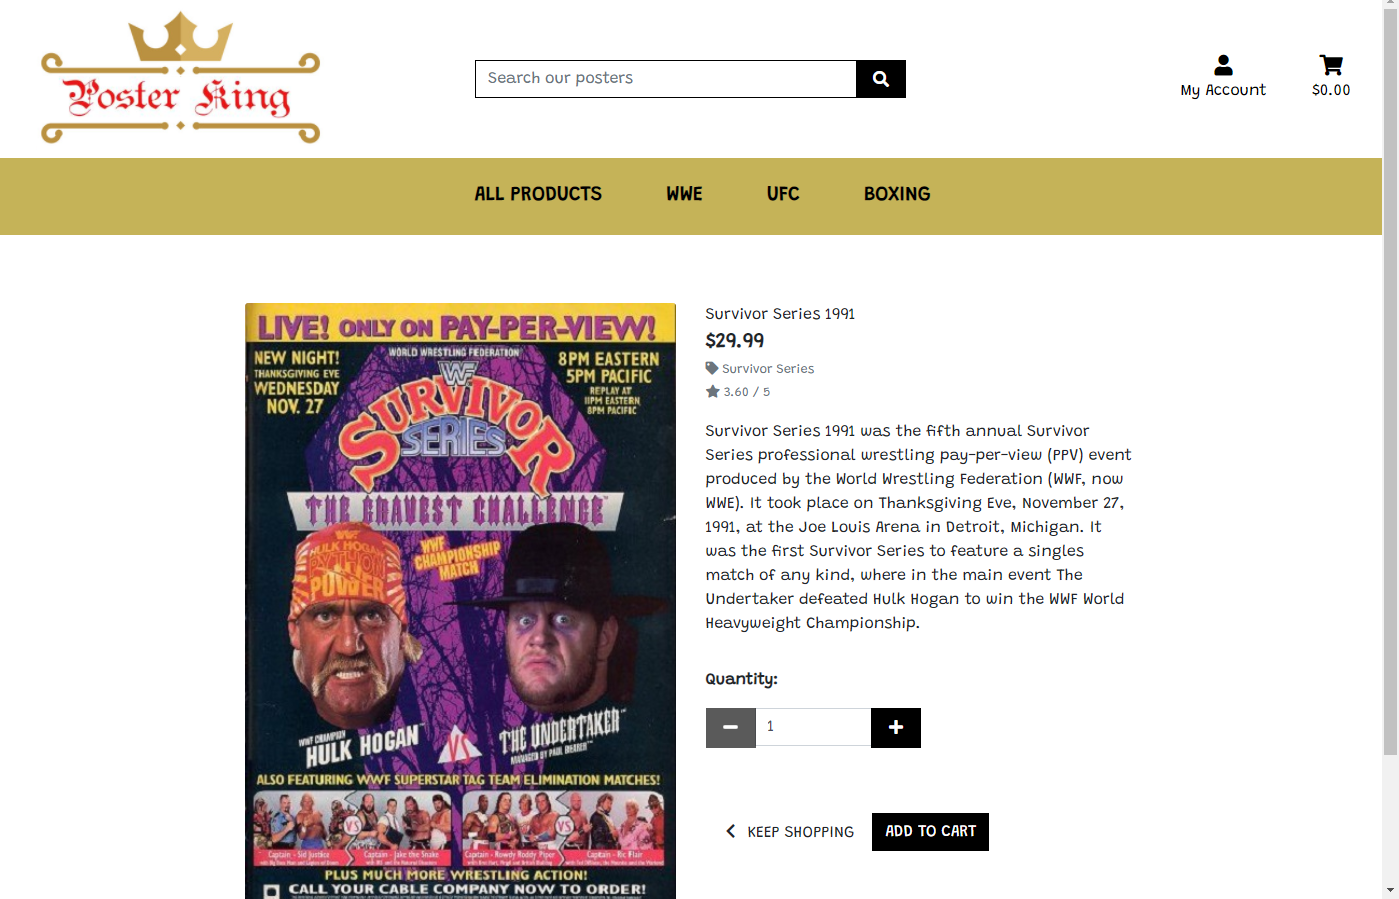 Poster King
Search our posters
My Account
$0.00
ALL PRODUCTS
WWE
UFC
BOXING
LIVE! ONLY ON PAY-PER-VIEW!
NEW NIGHT!
THANKSGIVING EVE
WEDNESDAY
NOV. 27
WORLD WRESTLING FEDERATION
8PM EASTERN
5PM PACIFIC
REPLAY AT
11PM EASTERN,
8PM PACIFIC
WF
SURVIVOR
SERIES
THE GRAVEST CHALLENGE
HULK HOGAN
PYTHON
POWER
WWF
CHAMPIONSHIP
MATCH
WWF CHAMPION
HULK HOGAN
VS
THE UNDERTAKER
MANAGED BY PAUL BEARER
ALSO FEATURING WWF SUPERSTAR TAG TEAM ELIMINATION MATCHES!
VS
VS
Captain - Sid Justice
Captain - Jake the Snake
Captain - Rowdy Roddy Piper
Captain - Ric Flair
PLUS MUCH MORE WRESTLING ACTION!
CALL YOUR CABLE COMPANY NOW TO ORDER!
Survivor Series 1991
$29.99
Survivor Series
3.60 / 5
Survivor Series 1991 was the fifth annual Survivor
Series professional wrestling pay-per-view (PPV) event
produced by the World Wrestling Federation (WWF, now
WWE). It took place on Thanksgiving Eve, November 27,
1991, at the Joe Louis Arena in Detroit, Michigan. It
was the first Survivor Series to feature a singles
match of any kind, where in the main event The
Undertaker defeated Hulk Hogan to win the WWF World
Heavyweight Championship.
Quantity:
1
KEEP SHOPPING
ADD TO CART